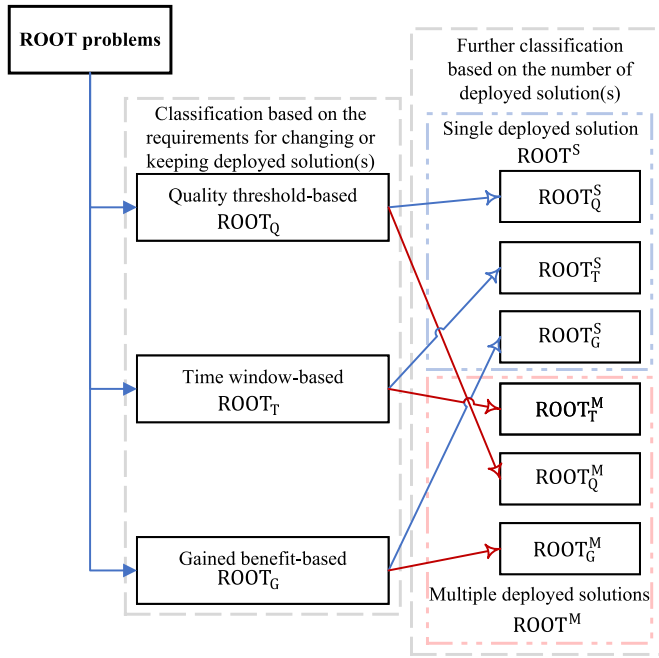 ROOT problems
Classification based on the
requirements for changing or
keeping deployed solution(s)
Quality threshold-based
ROOT_Q
Time window-based
ROOT_T
Gained benefit-based
ROOT_G
Further classification
based on the number of
deployed solution(s)
Single deployed solution
ROOT^S
ROOT_Q^S
ROOT_T^S
ROOT_G^S
ROOT_T^M
ROOT_Q^M
ROOT_G^M
Multiple deployed solutions
ROOT^M